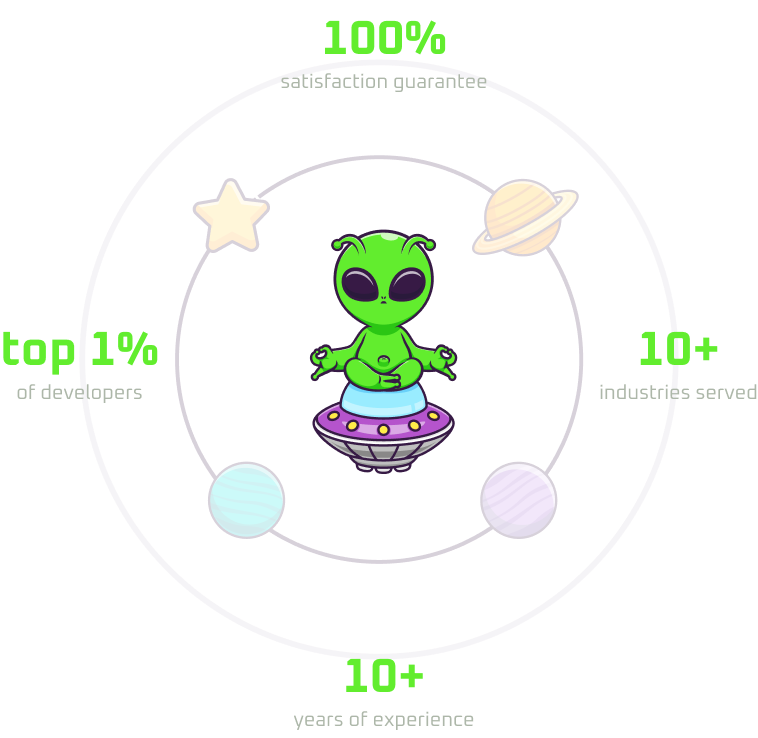 100%
satisfaction guarantee
top 1%
of developers
10+
industries served
10+
years of experience